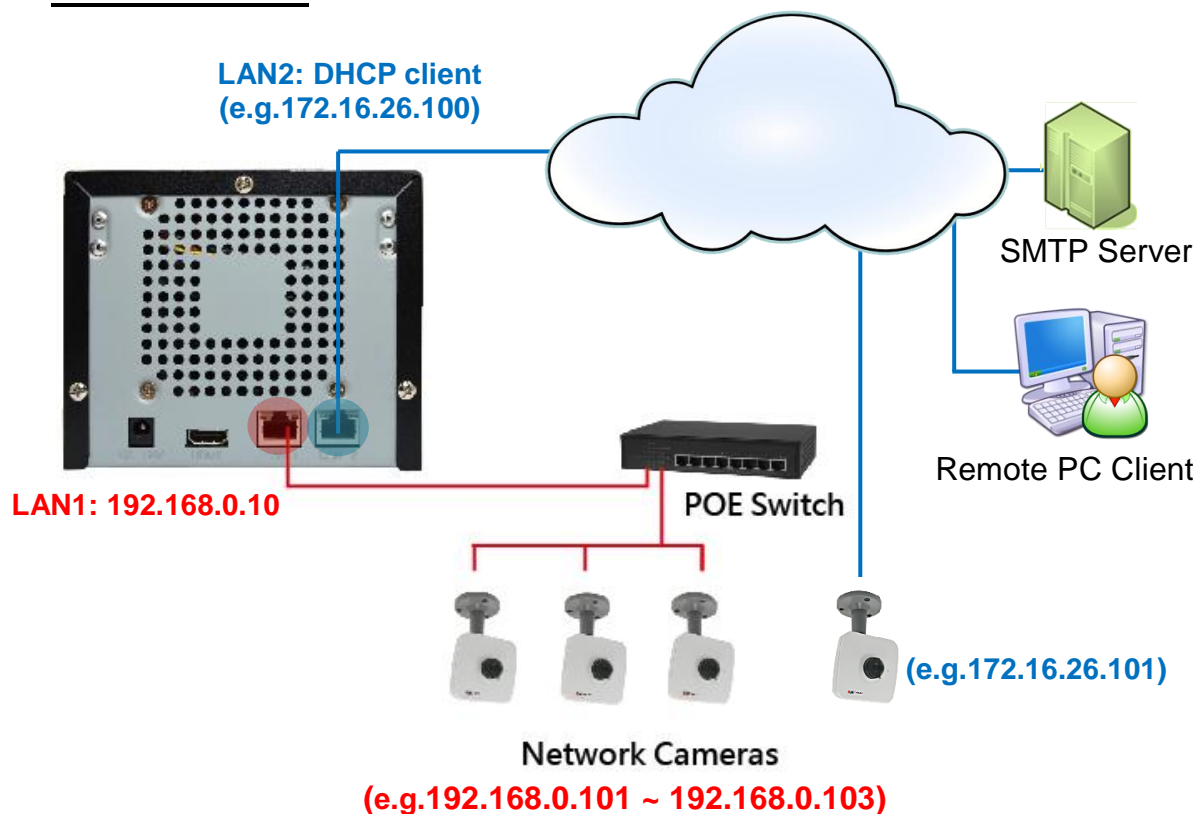 LAN2: DHCP client
(e.g.172.16.26.100)
SMTP Server
Remote PC Client
LAN1: 192.168.0.10
POE Switch
(e.g.172.16.26.101)
Network Cameras
(e.g.192.168.0.101 ~ 192.168.0.103)